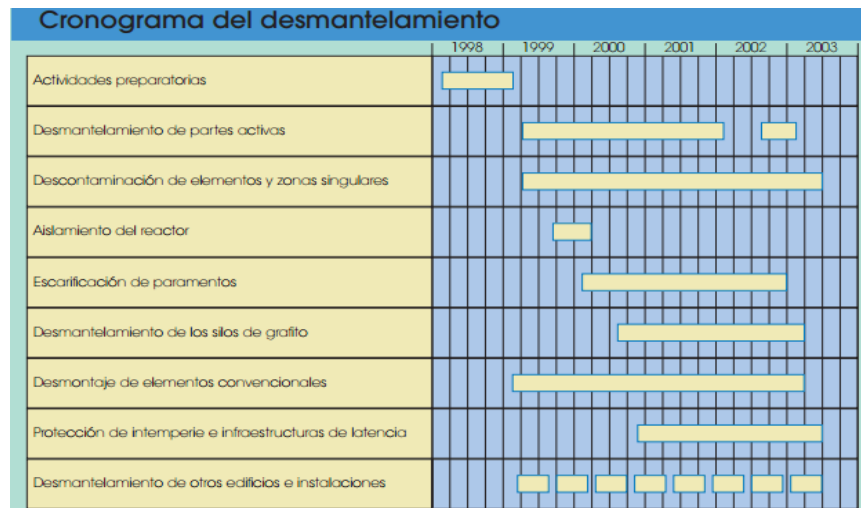 Cronograma del desmantelamiento
1998 1999 2000 2001 2002 2003
Actividades preparatorias
Desmantelamiento de partes activas
Descontaminación de elementos y zonas singulares
Aislamiento del reactor
Escarificación de paramentos
Desmantelamiento de los silos de grafito
Desmontaje de elementos convencionales
Protección de intemperie e infraestructuras de latencia
Desmantelamiento de otros edificios e instalaciones